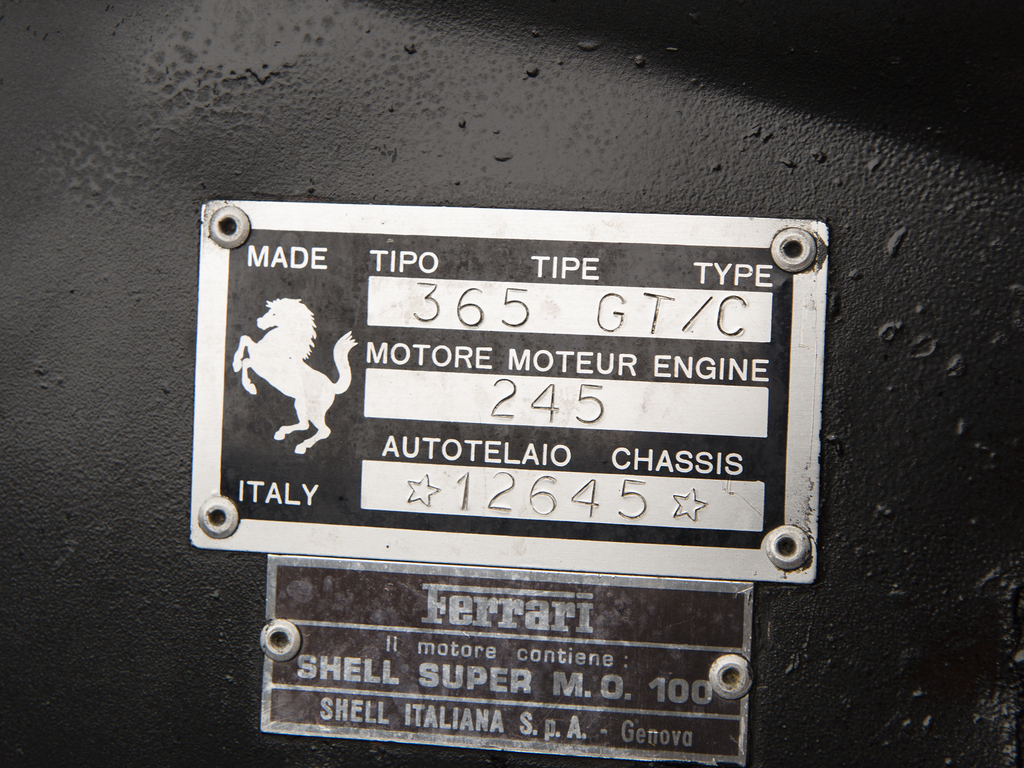 MADE TIPO TIPE TYPE
365 GT/C
MOTORE MOTEUR ENGINE
245
AUTOTELAIO CHASSIS
ITALY ☆12645☆
Ferrari
Il motore contiene:
SHELL SUPER M.O. 100
SHELL ITALIANA S.p.A. - Genova